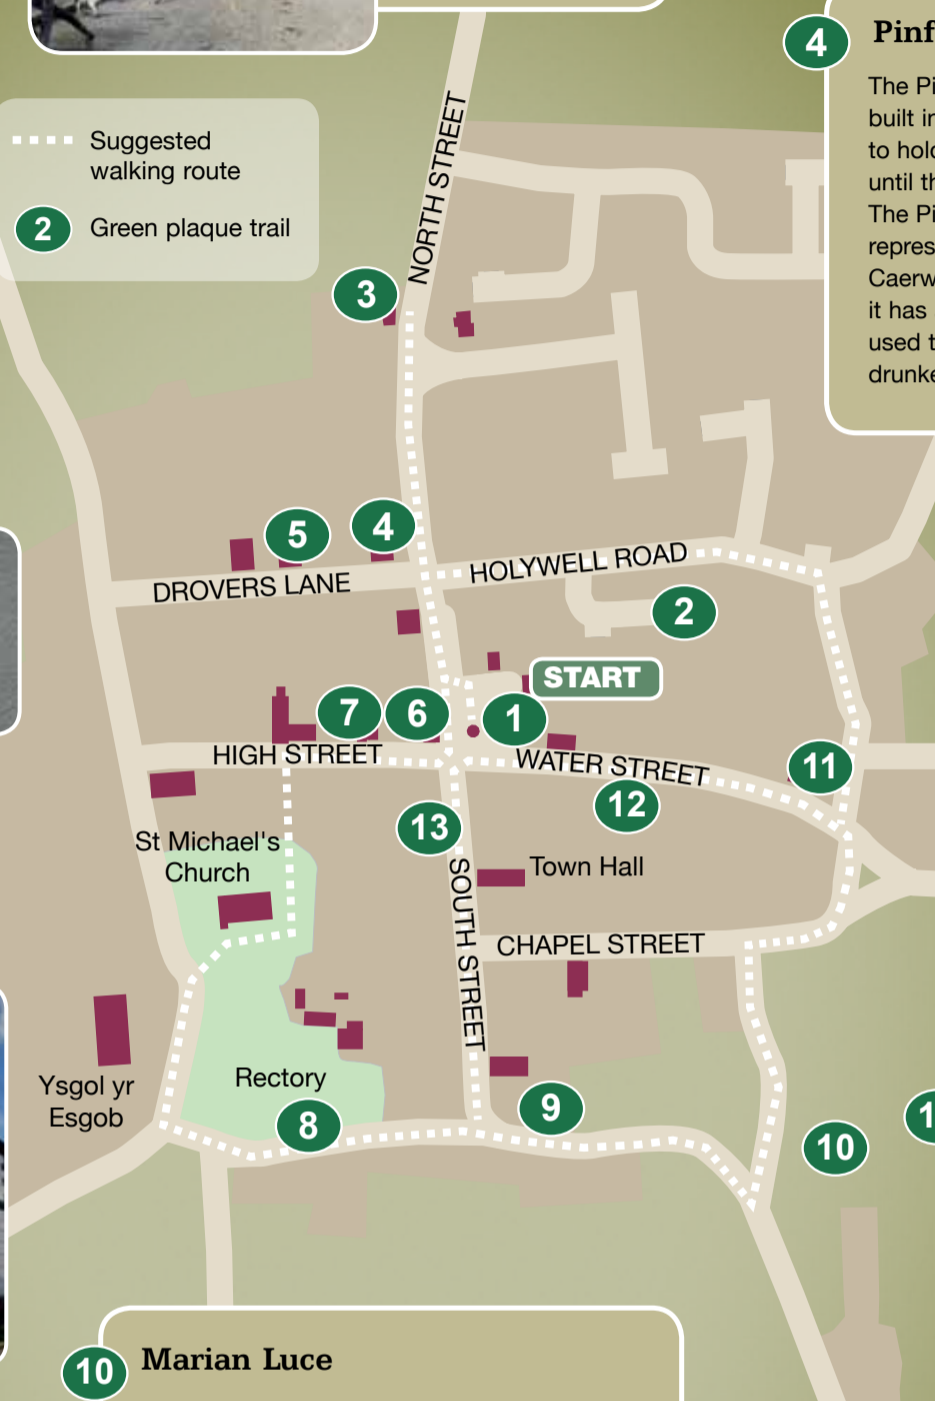 4
Pinf
The Pi
built in
to hold
until th
The Pi
repres
Caerw
it has
used t
drunke
Suggested
walking route
2 Green plaque trail
NORTH STREET
3
5
4
DROVERS LANE
HOLYWELL ROAD
2
START
7
6
1
HIGH STREET
WATER STREET
11
12
13
St Michael's
Church
Town Hall
SOUTH STREET
CHAPEL STREET
Ysgol yr
Esgob
Rectory
8
9
10
1
10 Marian Luce